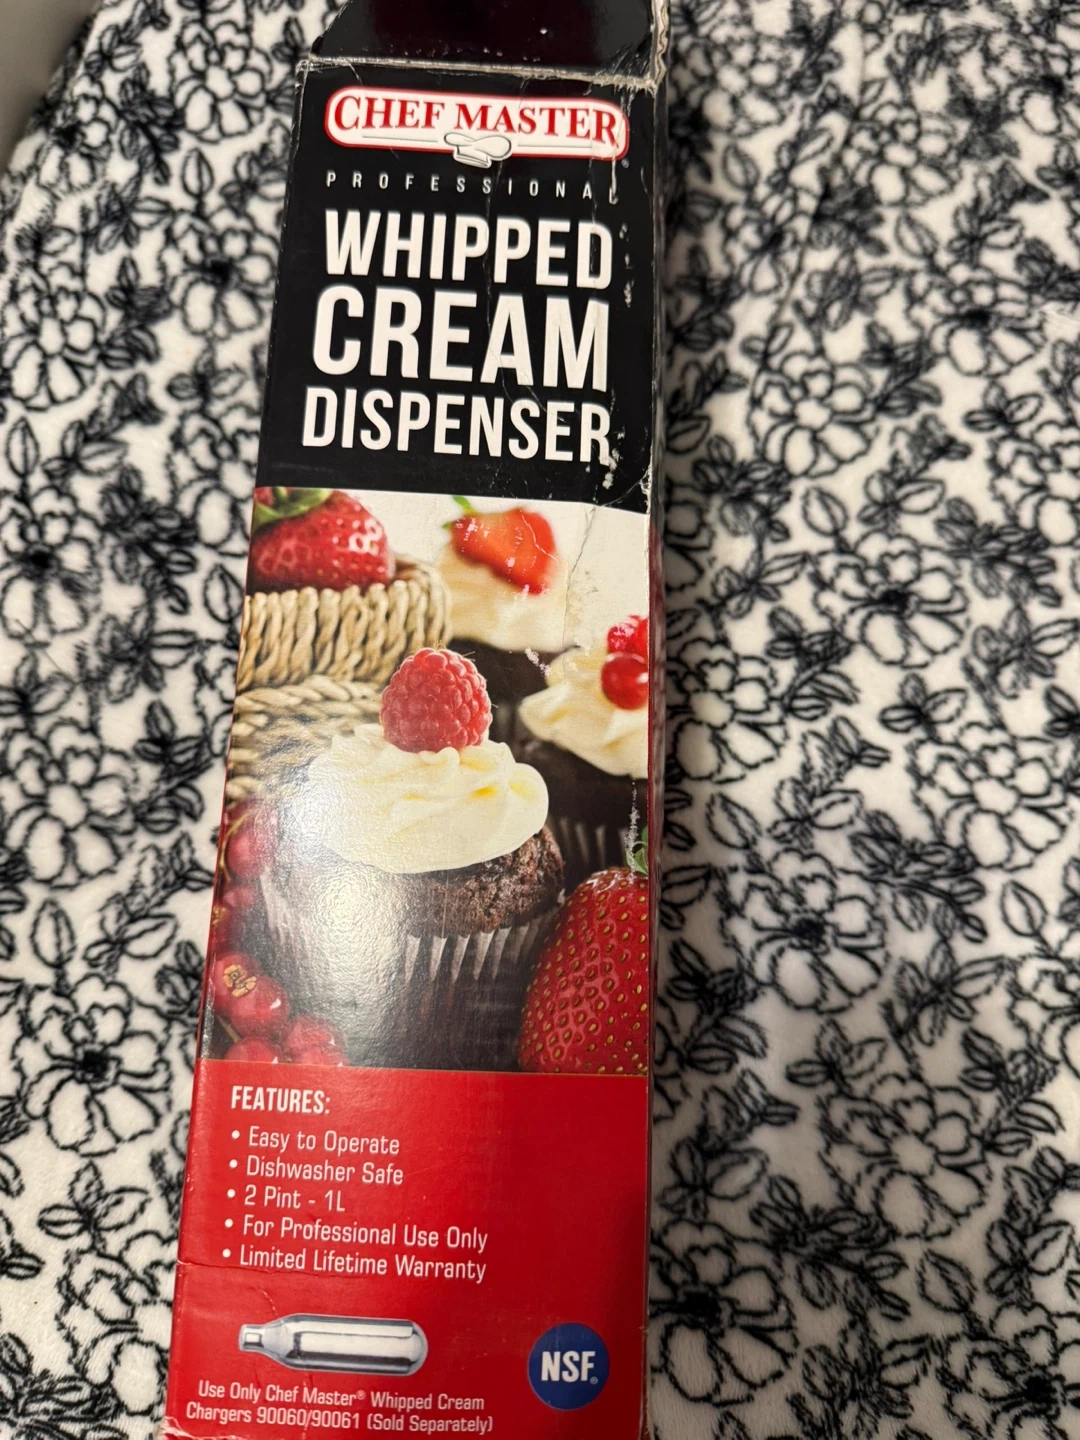 CHEF MASTER
®
PROFESSIONAL
WHIPPED
CREAM
DISPENSER
FEATURES:
• Easy to Operate
• Dishwasher Safe
• 2 Pint - 1L
• For Professional Use Only
• Limited Lifetime Warranty
NSF®
Use Only Chef Master® Whipped Cream
Chargers 90060/90061 (Sold Separately)